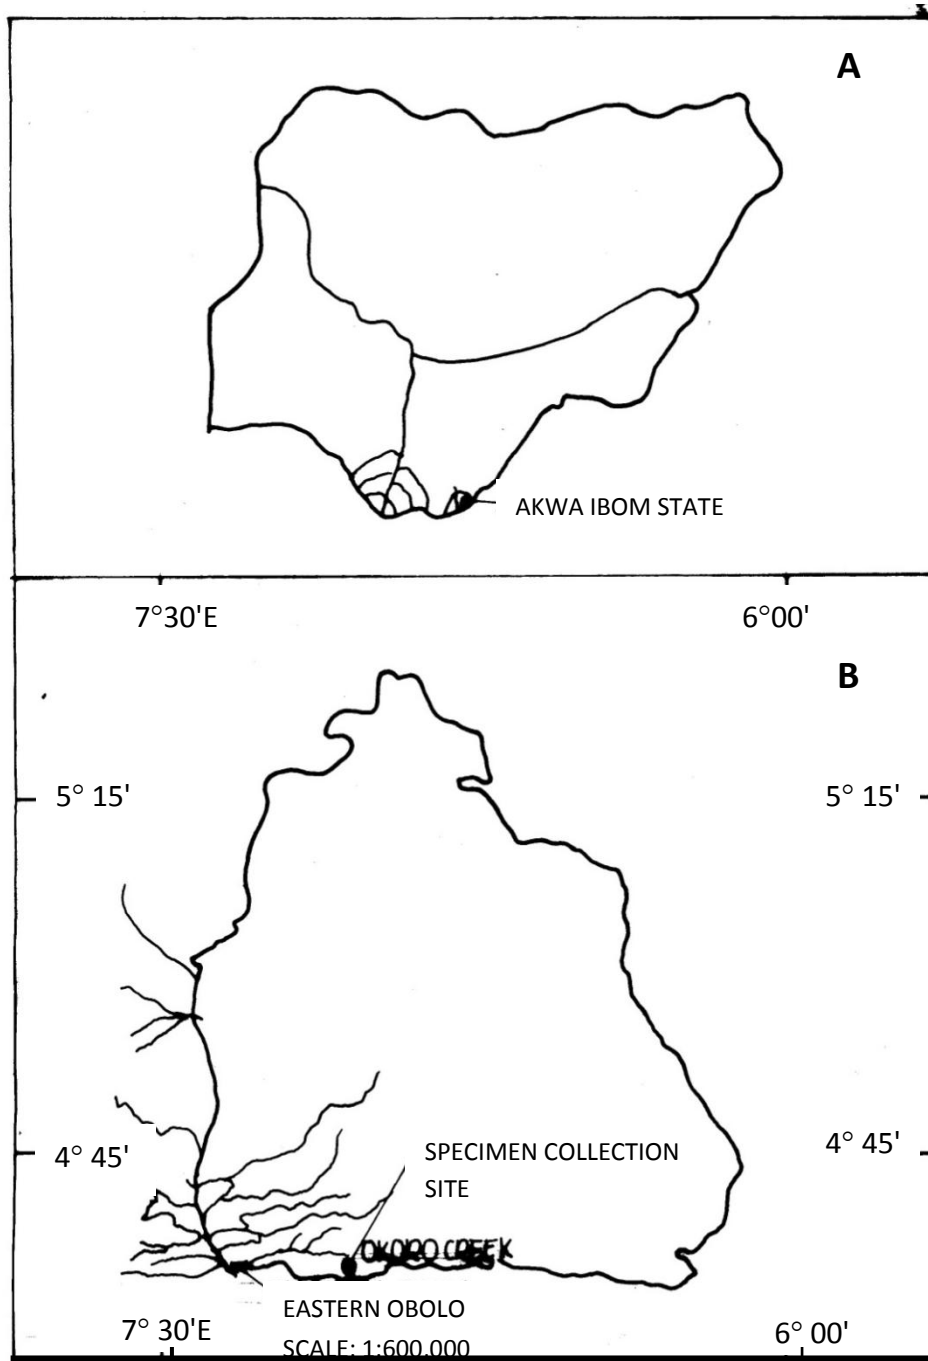 A
AKWA IBOM STATE
7°30'E
6°00'
B
5° 15'
5° 15'
4° 45'
4° 45'
SPECIMEN COLLECTION
SITE
OKORO CREEK
EASTERN OBOLO
SCALE: 1:600,000
7° 30'E
6° 00'